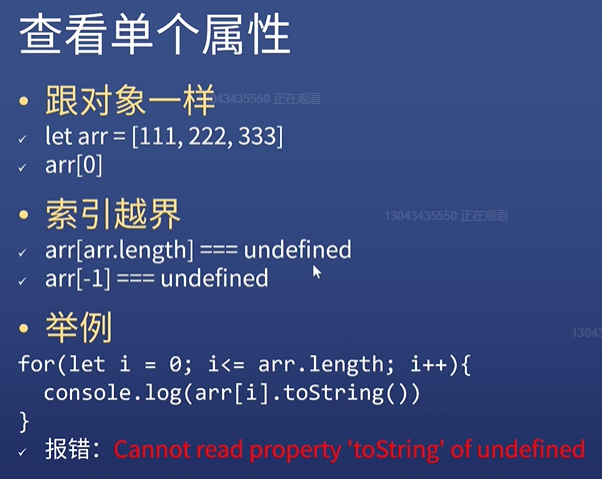 查看单个属性
• 跟对象一样
13043435550 正在观看
✓ let arr = [111, 222, 333]
✓ arr[0]
• 索引越界
13043435550 正在观看
✓ arr[arr.length] === undefined
✓ arr[-1] === undefined
• 举例
13043
for(let i = 0; i<= arr.length; i++){
console.log(arr[i].toString())
}
✓ 报错：Cannot read property 'toString' of undefined